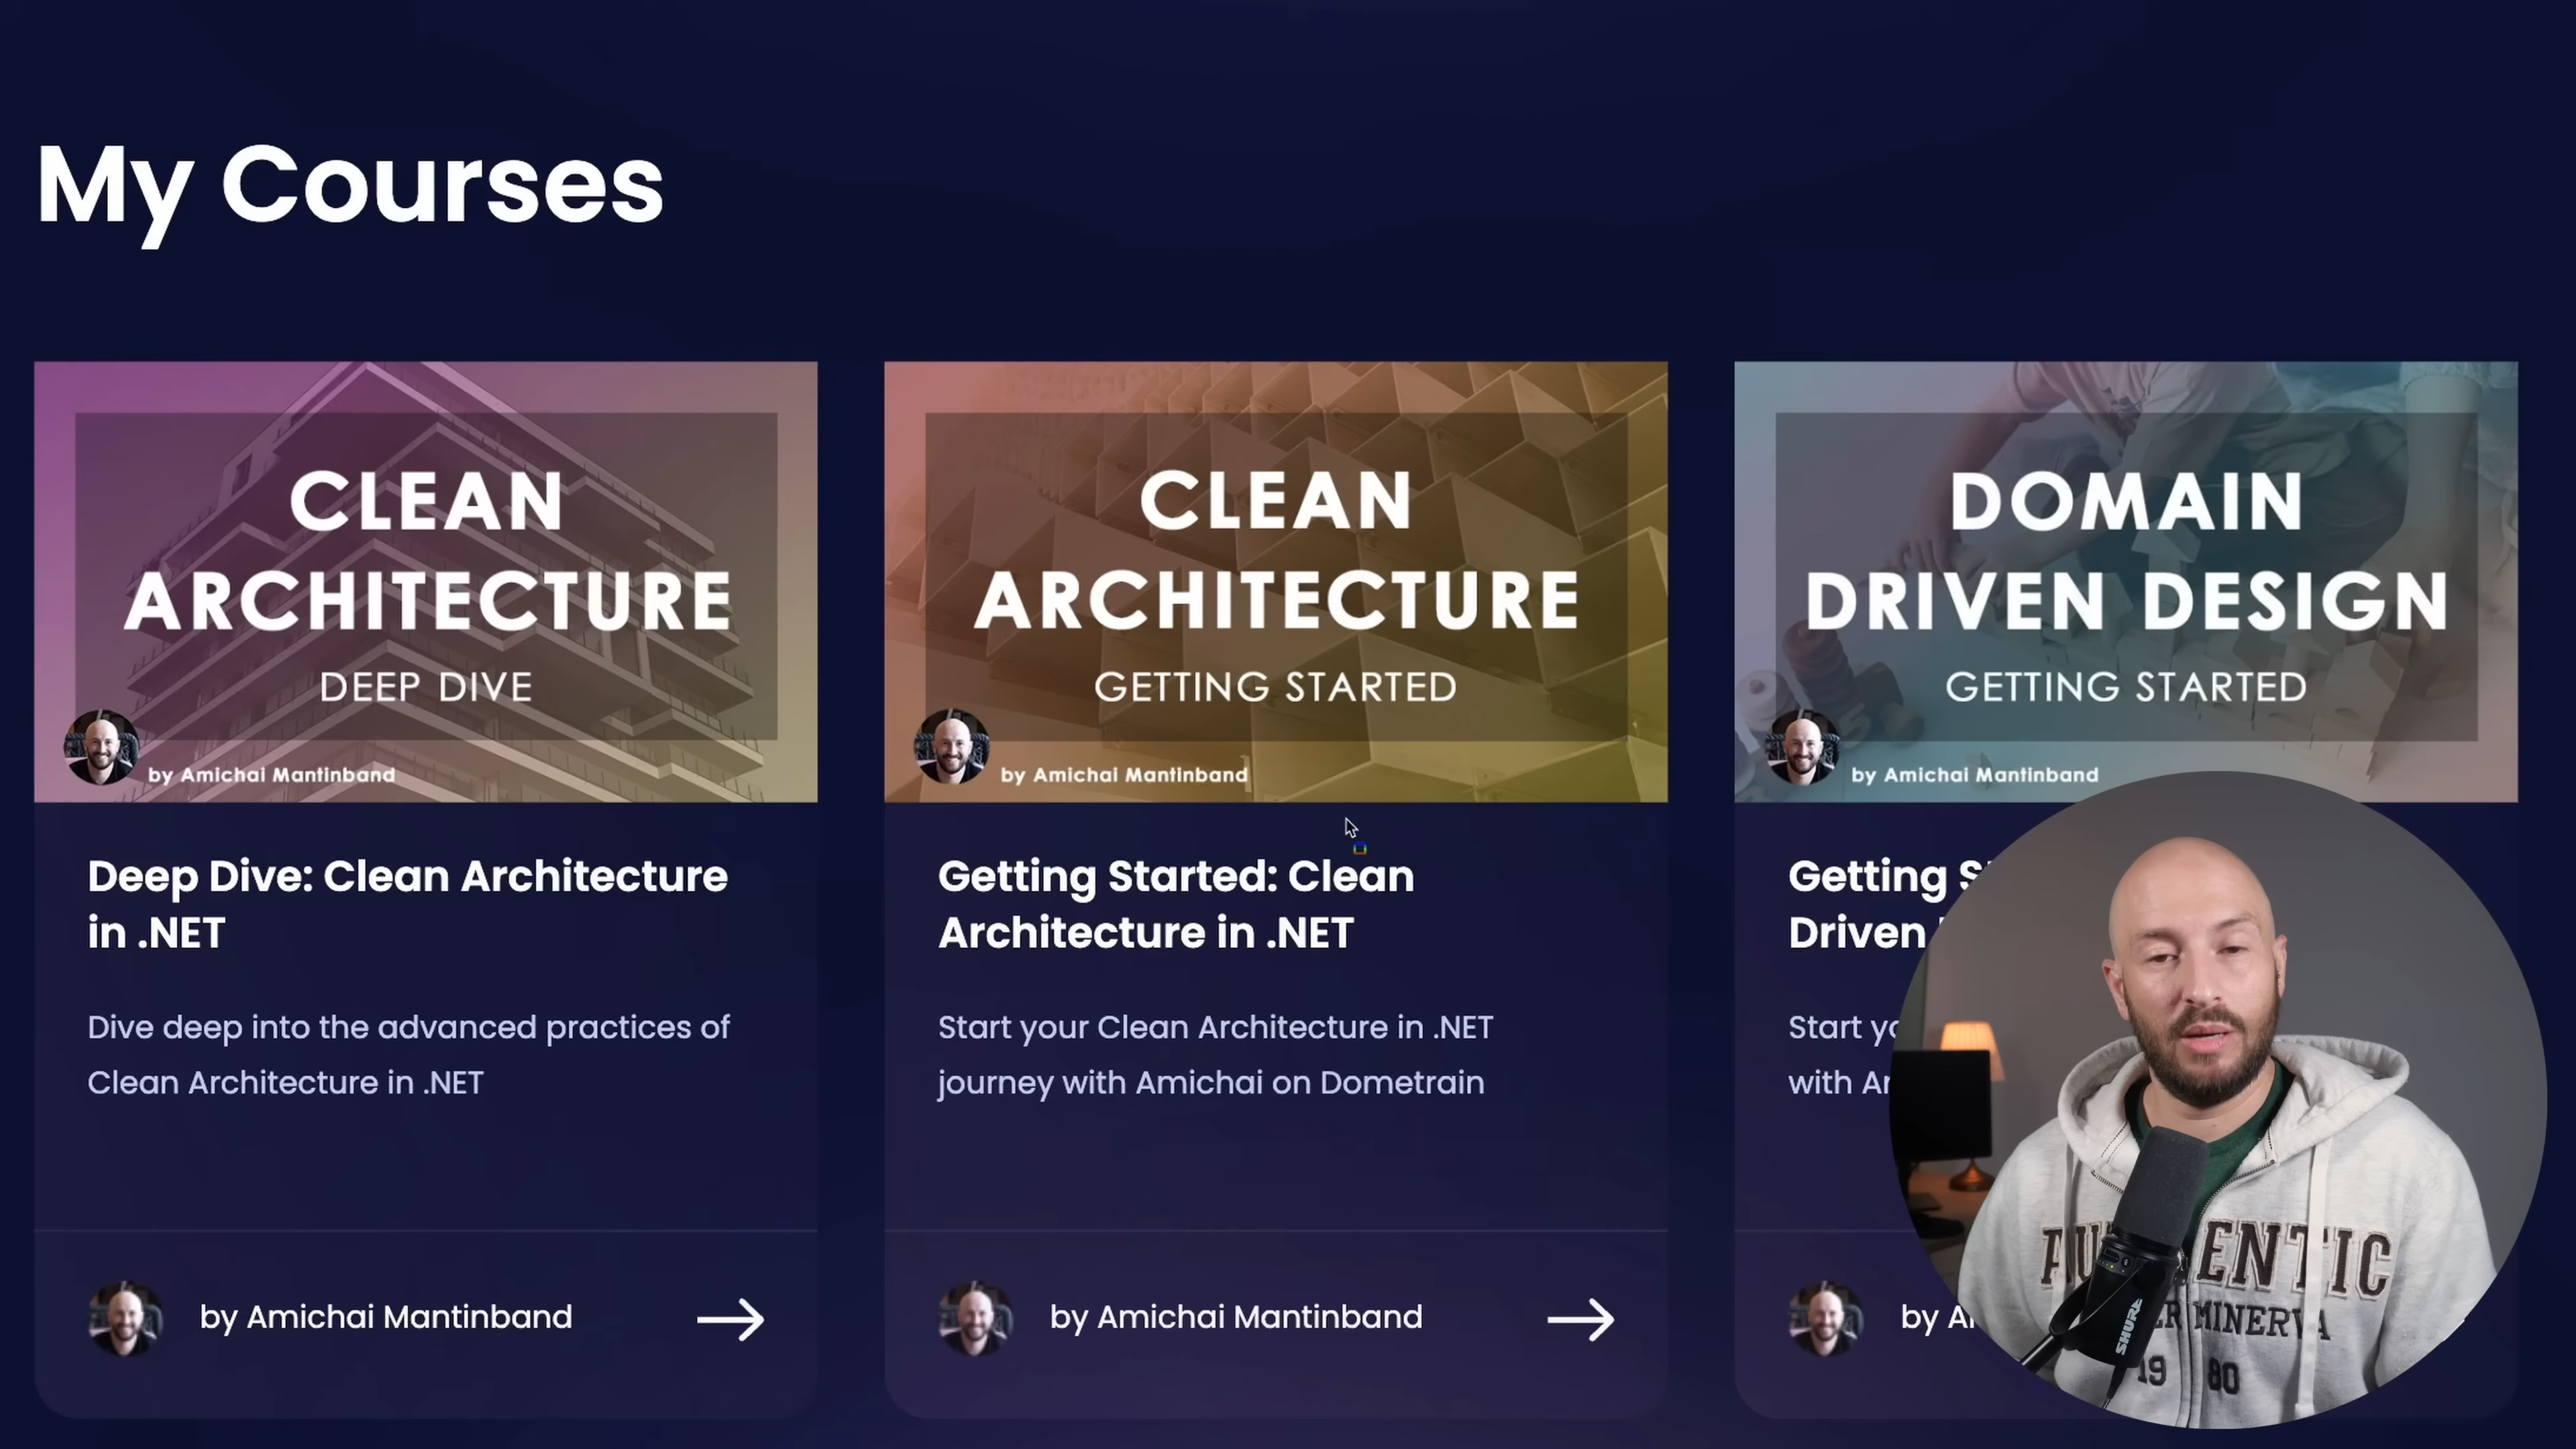 My Courses
CLEAN
ARCHITECTURE
DEEP DIVE
by Amichai Mantinband
Deep Dive: Clean Architecture
in .NET
Dive deep into the advanced practices of
Clean Architecture in .NET
by Amichai Mantinband
CLEAN
ARCHITECTURE
GETTING STARTED
by Amichai Mantinband
Getting Started: Clean
Architecture in .NET
Start your Clean Architecture in .NET
journey with Amichai on Dometrain
by Amichai Mantinband
DOMAIN
DRIVEN DESIGN
GETTING STARTED
by Amichai Mantinband
Getting
Driven
Start
with
by
MINERVA
19 80
SHURE